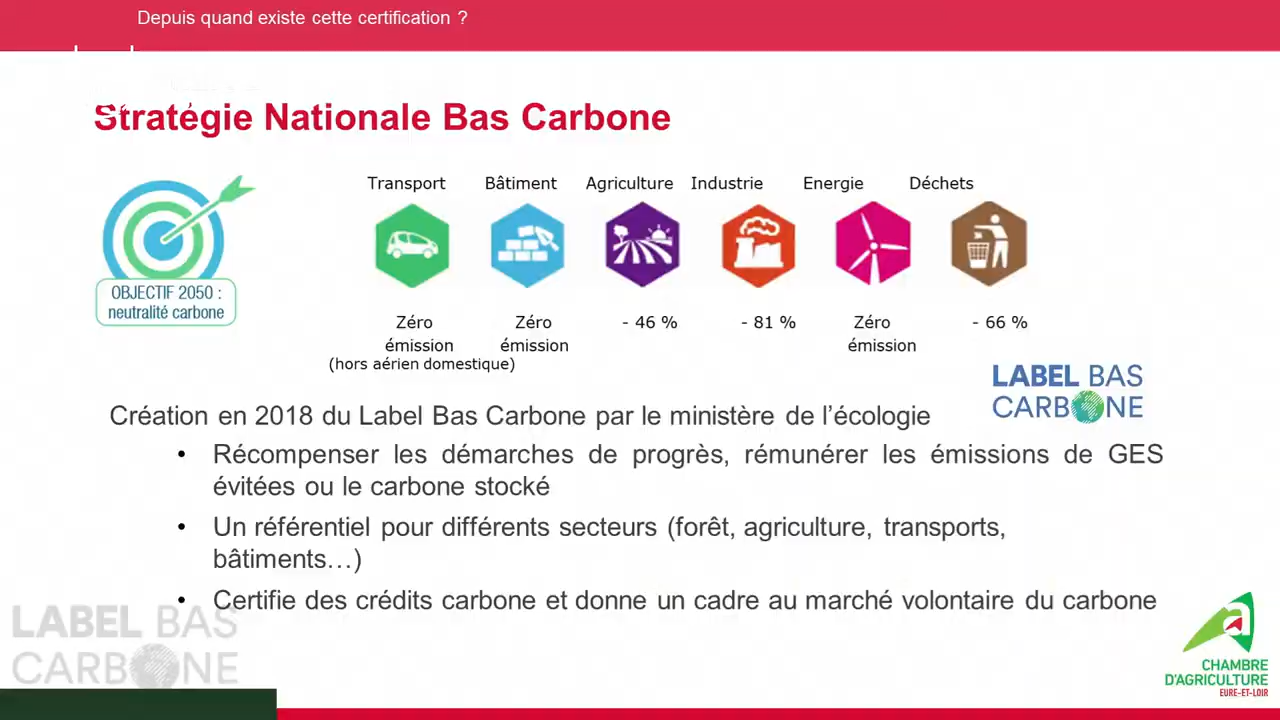 Depuis quand existe cette certification ?
Stratégie Nationale Bas Carbone
Transport Bâtiment Agriculture Industrie Energie Déchets
OBJECTIF 2050 :
neutralité carbone
Zéro Zéro - 46 % - 81 % Zéro - 66 %
émission émission émission
(hors aérien domestique)
LABEL BAS
CARBONE
Création en 2018 du Label Bas Carbone par le ministère de l’écologie
• Récompenser les démarches de progrès, rémunérer les émissions de GES
évitées ou le carbone stocké
• Un référentiel pour différents secteurs (forêt, agriculture, transports,
bâtiments…)
• Certifie des crédits carbone et donne un cadre au marché volontaire du carbone
LABEL BAS
CARBONE
a
CHAMBRE
D'AGRICULTURE
EURE-ET-LOIR